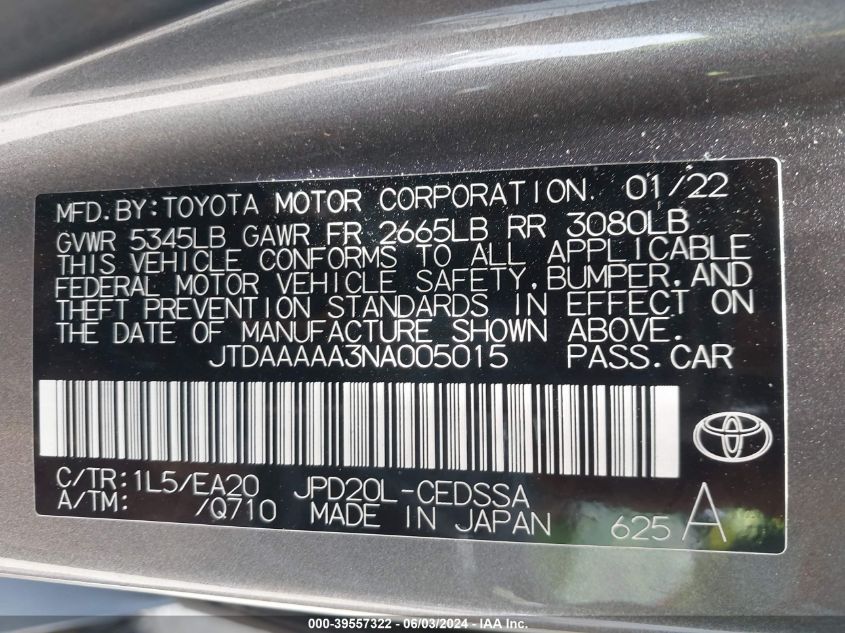 MFD. BY: TOYOTA MOTOR CORPORATION 01/22
GVWR 5345LB GAWR FR 2665LB RR 3080LB
THIS VEHICLE CONFORMS TO ALL APPLICABLE
FEDERAL MOTOR VEHICLE SAFETY, BUMPER, AND
THEFT PREVENTION STANDARDS IN EFFECT ON
THE DATE OF MANUFACTURE SHOWN ABOVE.
JTDAAAAA3NA005015 PASS. CAR
C/TR: 1L5/EA20 JPD20L-CEDSSA
A/TM: /Q710 MADE IN JAPAN 625 A
000-39557322 - 06/03/2024 - IAA Inc.